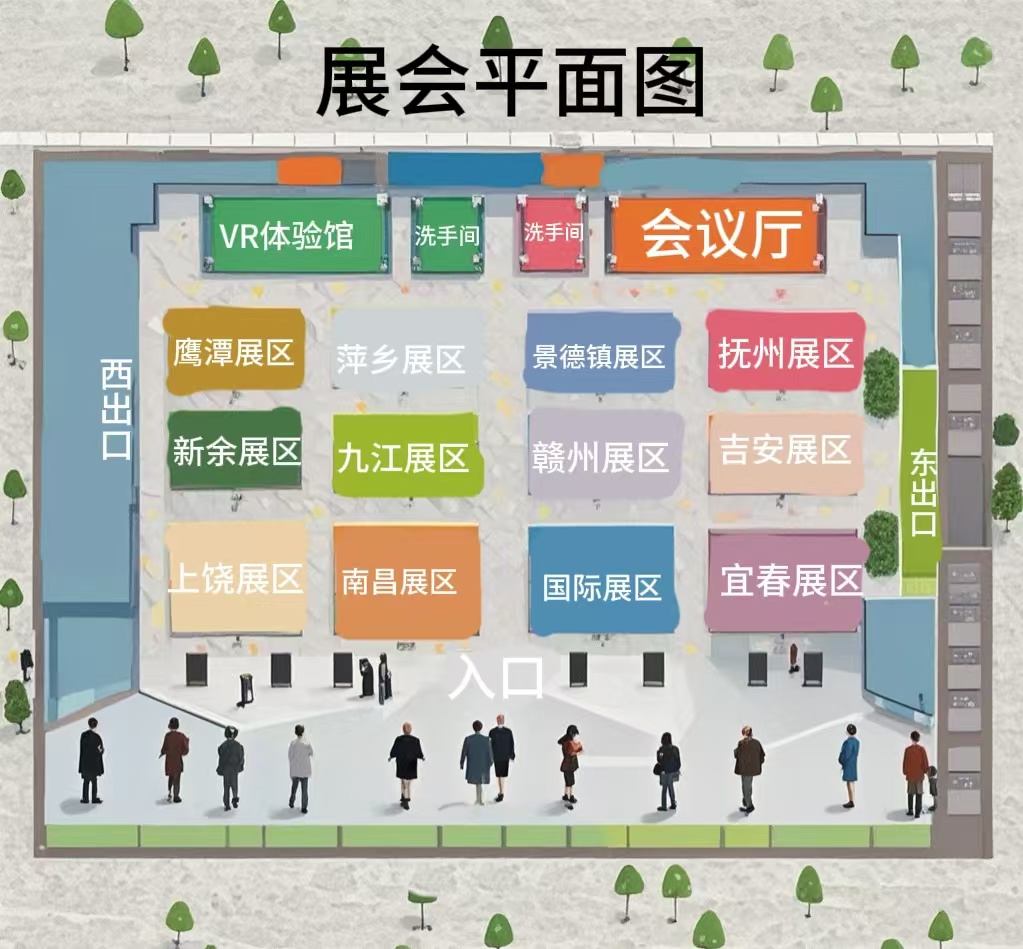 展会平面图
VR体验馆
洗手间
洗手间
会议厅
鹰潭展区
萍乡展区
景德镇展区
抚州展区
西出口
新余展区
九江展区
赣州展区
吉安展区
东出口
上饶展区
南昌展区
国际展区
宜春展区
入口